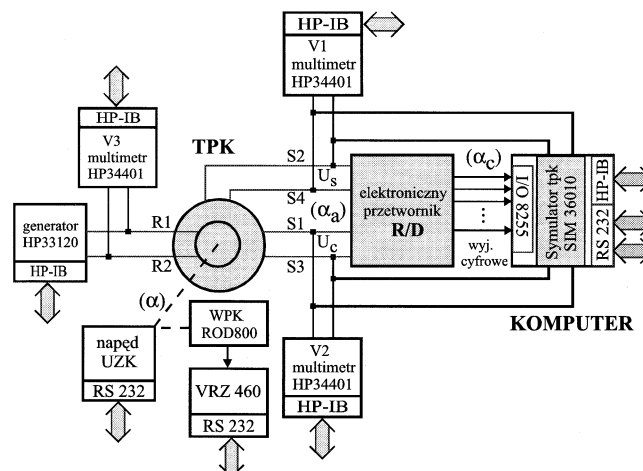 HP-IB
V1
multimetr
HP34401
HP-IB
V3
multimetr
HP34401
TPK
S2
Us
S4
(αa)
S1
Uc
S3
elektroniczny
przetwornik
R/D
(αc)
wyj.
cyfrowe
I/O 8255
Symulator tpk
SIM 36010
HP-IB
RS 232
KOMPUTER
generator
HP33120
HP-IB
R1
R2
(α)
napęd
UZK
RS 232
WPK
ROD800
VRZ 460
RS 232
V2
multimetr
HP34401
HP-IB